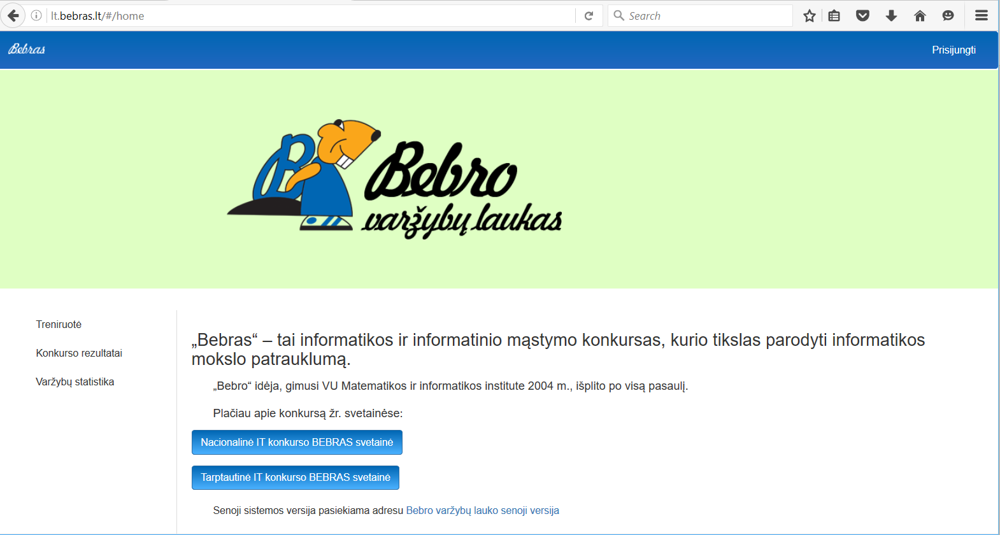 lt.bebras.lt/#/home
Search
Bebras
Prisijungti
B
Bebro
varžybų laukas
Treniruotė
Konkurso rezultatai
Varžybų statistika
„Bebras“ – tai informatikos ir informatinio mąstymo konkursas, kurio tikslas parodyti informatikos
mokslo patrauklumą.
„Bebro“ idėja, gimusi VU Matematikos ir informatikos institute 2004 m., išplito po visą pasaulį.
Plačiau apie konkursą žr. svetainėse:
Nacionalinė IT konkurso BEBRAS svetainė
Tarptautinė IT konkurso BEBRAS svetainė
Senoji sistemos versija pasiekiama adresu Bebro varžybų lauko senoji versija